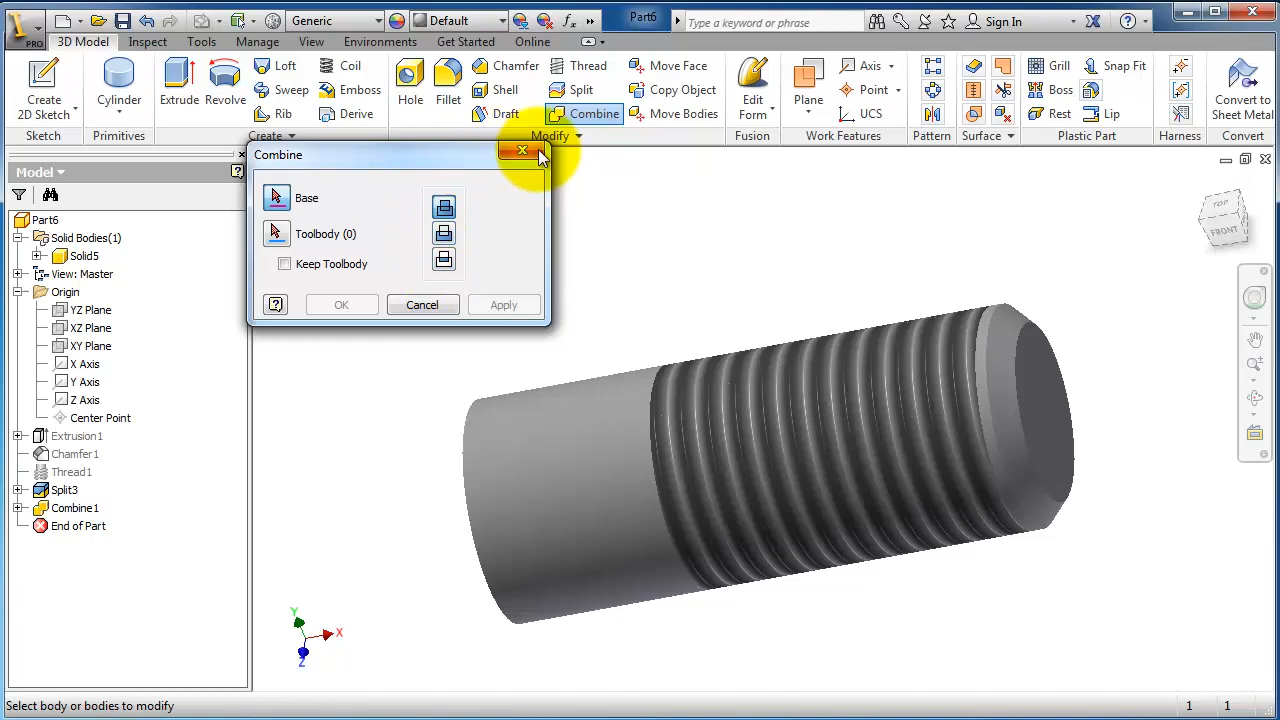 PRO
Generic
Default
Part6
Type a keyword or phrase
Sign In
3D Model
Inspect
Tools
Manage
View
Environments
Get Started
Online
Create
2D Sketch
Cylinder
Extrude
Revolve
Loft
Sweep
Rib
Coil
Emboss
Derive
Hole
Fillet
Chamfer
Shell
Draft
Thread
Split
Combine
Move Face
Copy Object
Move Bodies
Edit
Form
Plane
Axis
Point
UCS
Grill
Boss
Rest
Snap Fit
Lip
Convert to
Sheet Metal
Sketch
Primitives
Create
Modify
Fusion
Work Features
Pattern
Surface
Plastic Part
Harness
Convert
Model
Part6
Solid Bodies(1)
Solid5
View: Master
Origin
YZ Plane
XZ Plane
XY Plane
X Axis
Y Axis
Z Axis
Center Point
Extrusion1
Chamfer1
Thread1
Split3
Combine1
End of Part
Combine
Base
Toolbody (0)
Keep Toolbody
OK
Cancel
Apply
TOP
FRONT
Y
X
Z
Select body or bodies to modify
1
1